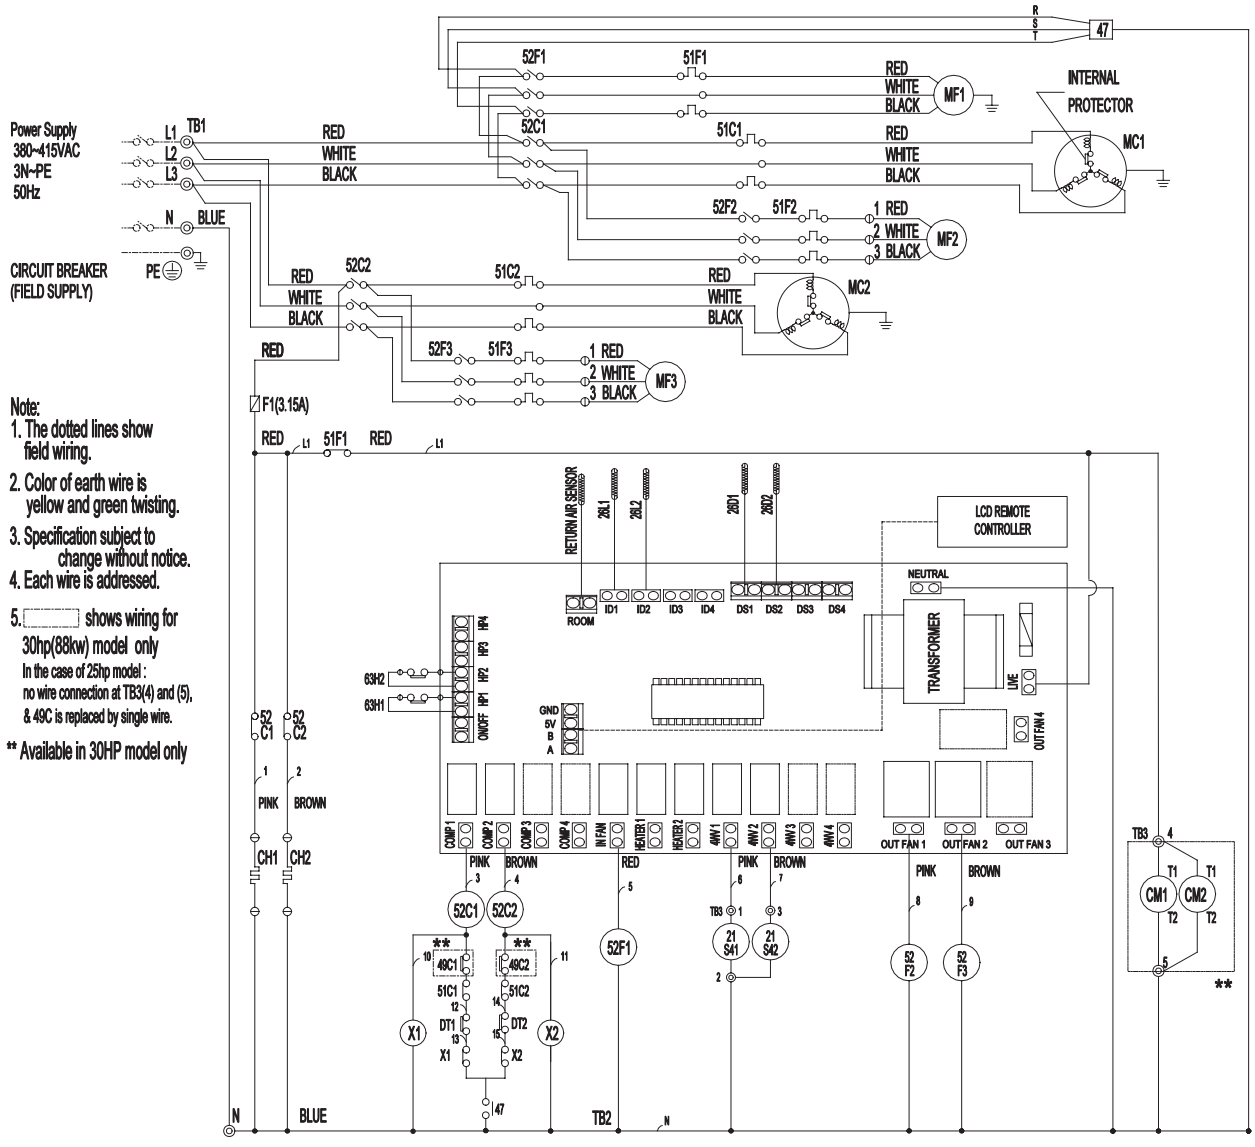 R
S
T
47
52F1
51F1
RED
WHITE
BLACK
MF1
INTERNAL
PROTECTOR
Power Supply
380~415VAC
3N~PE
50Hz
L1
L2
L3
TB1
RED
WHITE
BLACK
52C1
51C1
RED
WHITE
BLACK
MC1
N
BLUE
52F2
51F2
1 RED
2 WHITE
3 BLACK
MF2
PE
CIRCUIT BREAKER
(FIELD SUPPLY)
RED
WHITE
BLACK
52C2
51C2
RED
WHITE
BLACK
MC2
RED
52F3
51F3
1 RED
2 WHITE
3 BLACK
MF3
F1(3.15A)
RED
L1
51F1
RED
L1
Note:
1. The dotted lines show
field wiring.
2. Color of earth wire is
yellow and green twisting.
3. Specification subject to
change without notice.
4. Each wire is addressed.
5. shows wiring for
30hp(88kw) model only
In the case of 25hp model :
no wire connection at TB3(4) and (5),
& 49C is replaced by single wire.
** Available in 30HP model only
RETURN AIR SENSOR
26L1
26L2
26D1
26D2
LCD REMOTE
CONTROLLER
ROOM
ID1
ID2
ID3
ID4
DS1
DS2
DS3
DS4
NEUTRAL
TRANSFORMER
LIVE
HP4
HP3
HP2
HP1
ON/OFF
63H2
63H1
GND
5V
B
A
OUT FAN 4
COMP 1
COMP 2
COMP 3
COMP 4
IN FAN
HEATER 1
HEATER 2
4WV 1
4WV 2
4WV 3
4WV 4
OUT FAN 1
OUT FAN 2
OUT FAN 3
52
C1
52
C2
1
2
PINK
BROWN
CH1
CH2
PINK
BROWN
RED
PINK
BROWN
PINK
BROWN
3
4
5
6
7
8
9
TB3
1
3
52C1
52C2
52F1
21
S41
21
S42
2
52
F2
52
F3
TB3
4
T1
T1
CM1
CM2
T2
T2
5
**
**
**
10
49C1
49C2
11
51C1
51C2
12
14
DT1
DT2
13
15
X1
X1
X2
X2
47
N
BLUE
TB2
N